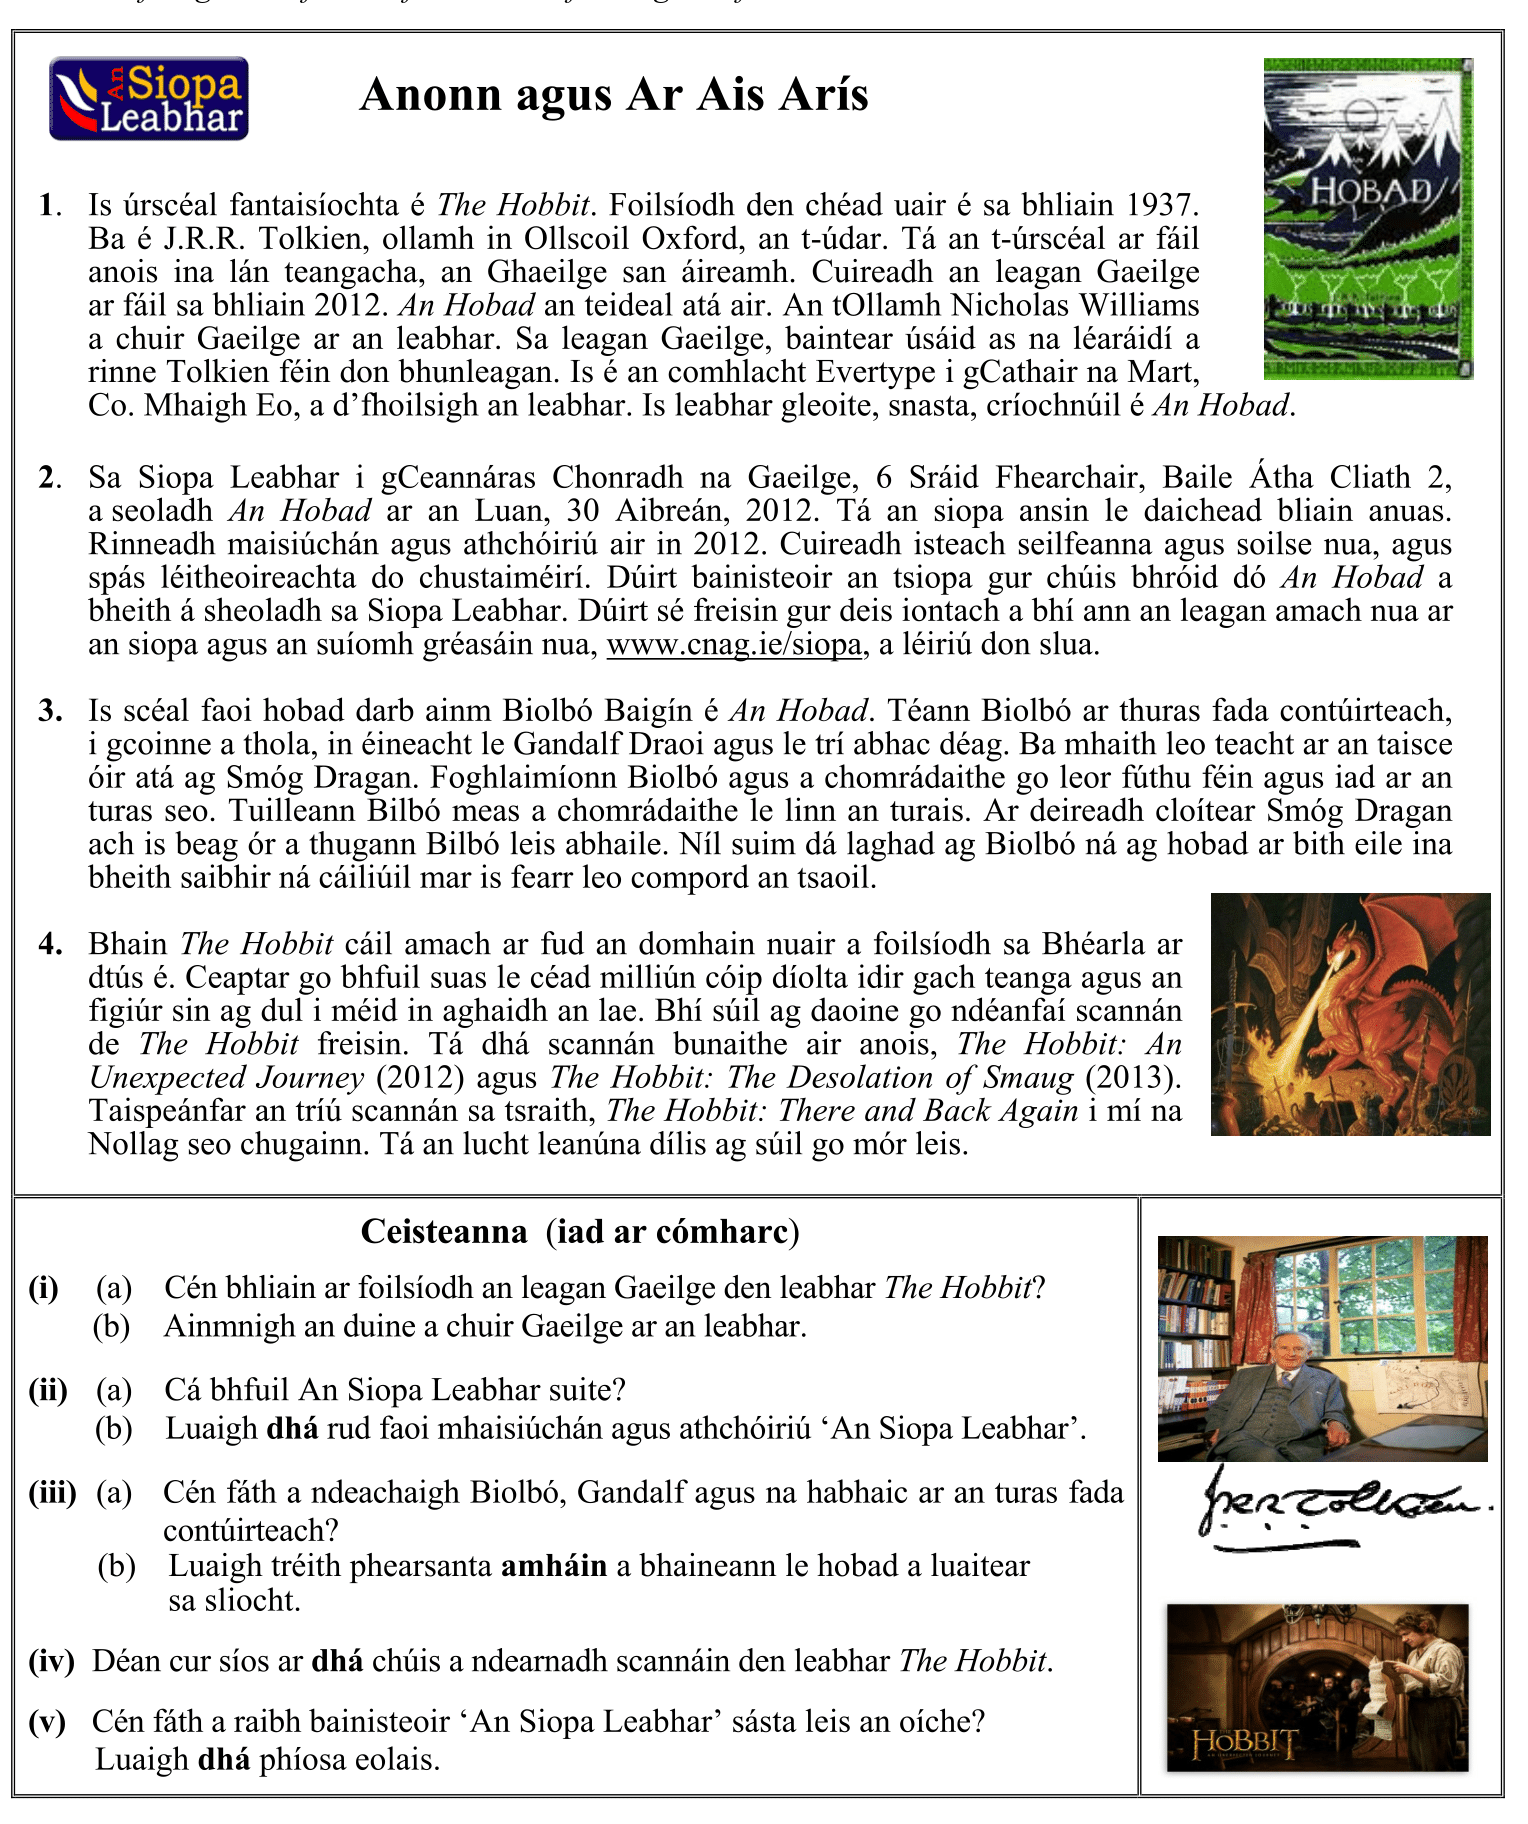 An Siopa
Leabhar
Anonn agus Ar Ais Arís
HOBAD
1. Is úrscéal fantaisíochta é The Hobbit. Foilsíodh den chéad uair é sa bhliain 1937.
Ba é J.R.R. Tolkien, ollamh in Ollscoil Oxford, an t-údar. Tá an t-úrscéal ar fáil
anois ina lán teangacha, an Ghaeilge san áireamh. Cuireadh an leagan Gaeilge
ar fáil sa bhliain 2012. An Hobad an teideal atá air. An tOllamh Nicholas Williams
a chuir Gaeilge ar an leabhar. Sa leagan Gaeilge, baintear úsáid as na léaráidí a
rinne Tolkien féin don bhunleagan. Is é an comhlacht Evertype i gCathair na Mart,
Co. Mhaigh Eo, a d’fhoilsigh an leabhar. Is leabhar gleoite, snasta, críochnúil é An Hobad.
2. Sa Siopa Leabhar i gCeannáras Chonradh na Gaeilge, 6 Sráid Fhearchair, Baile Átha Cliath 2,
a seoladh An Hobad ar an Luan, 30 Aibreán, 2012. Tá an siopa ansin le daichead bliain anuas.
Rinneadh maisiúchán agus athchóiriú air in 2012. Cuireadh isteach seilfeanna agus soilse nua, agus
spás léitheoireachta do chustaiméirí. Dúirt bainisteoir an tsiopa gur chúis bhróid dó An Hobad a
bheith á sheoladh sa Siopa Leabhar. Dúirt sé freisin gur deis iontach a bhí ann an leagan amach nua ar
an siopa agus an suíomh gréasáin nua, www.cnag.ie/siopa, a léiriú don slua.
3. Is scéal faoi hobad darb ainm Biolbó Baigín é An Hobad. Téann Biolbó ar thuras fada contúirteach,
i gcoinne a thola, in éineacht le Gandalf Draoi agus le trí abhac déag. Ba mhaith leo teacht ar an taisce
óir atá ag Smóg Dragan. Foghlaimíonn Biolbó agus a chomrádaithe go leor fúthu féin agus iad ar an
turas seo. Tuilleann Bilbó meas a chomrádaithe le linn an turais. Ar deireadh cloítear Smóg Dragan
ach is beag ór a thugann Bilbó leis abhaile. Níl suim dá laghad ag Biolbó ná ag hobad ar bith eile ina
bheith saibhir ná cáiliúil mar is fearr leo compord an tsaoil.
4. Bhain The Hobbit cáil amach ar fud an domhain nuair a foilsíodh sa Bhéarla ar
dtús é. Ceaptar go bhfuil suas le céad milliún cóip díolta idir gach teanga agus an
figiúr sin ag dul i méid in aghaidh an lae. Bhí súil ag daoine go ndéanfaí scannán
de The Hobbit freisin. Tá dhá scannán bunaithe air anois, The Hobbit: An
Unexpected Journey (2012) agus The Hobbit: The Desolation of Smaug (2013).
Taispeánfar an tríú scannán sa tsraith, The Hobbit: There and Back Again i mí na
Nollag seo chugainn. Tá an lucht leanúna dílis ag súil go mór leis.
Ceisteanna (iad ar cómharc)
(i) (a) Cén bhliain ar foilsíodh an leagan Gaeilge den leabhar The Hobbit?
(b) Ainmnigh an duine a chuir Gaeilge ar an leabhar.
(ii) (a) Cá bhfuil An Siopa Leabhar suite?
(b) Luaigh dhá rud faoi mhaisiúchán agus athchóiriú ‘An Siopa Leabhar’.
(iii) (a) Cén fáth a ndeachaigh Biolbó, Gandalf agus na habhaic ar an turas fada
contúirteach?
(b) Luaigh tréith phearsanta amháin a bhaineann le hobad a luaitear
sa sliocht.
(iv) Déan cur síos ar dhá chúis a ndearnadh scannáin den leabhar The Hobbit.
(v) Cén fáth a raibh bainisteoir ‘An Siopa Leabhar’ sásta leis an oíche?
Luaigh dhá phíosa eolais.
JRR Tolkien.
THE HOBBIT
AN UNEXPECTED JOURNEY